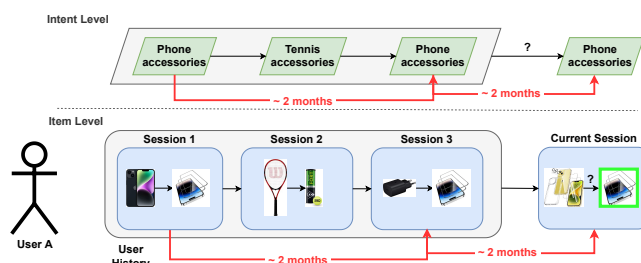 Intent Level
Phone
accessories
Tennis
accessories
Phone
accessories
?
Phone
accessories
~ 2 months
~ 2 months
Item Level
Session 1
Session 2
Session 3
Current Session
?
User A
User
History
~ 2 months
~ 2 months